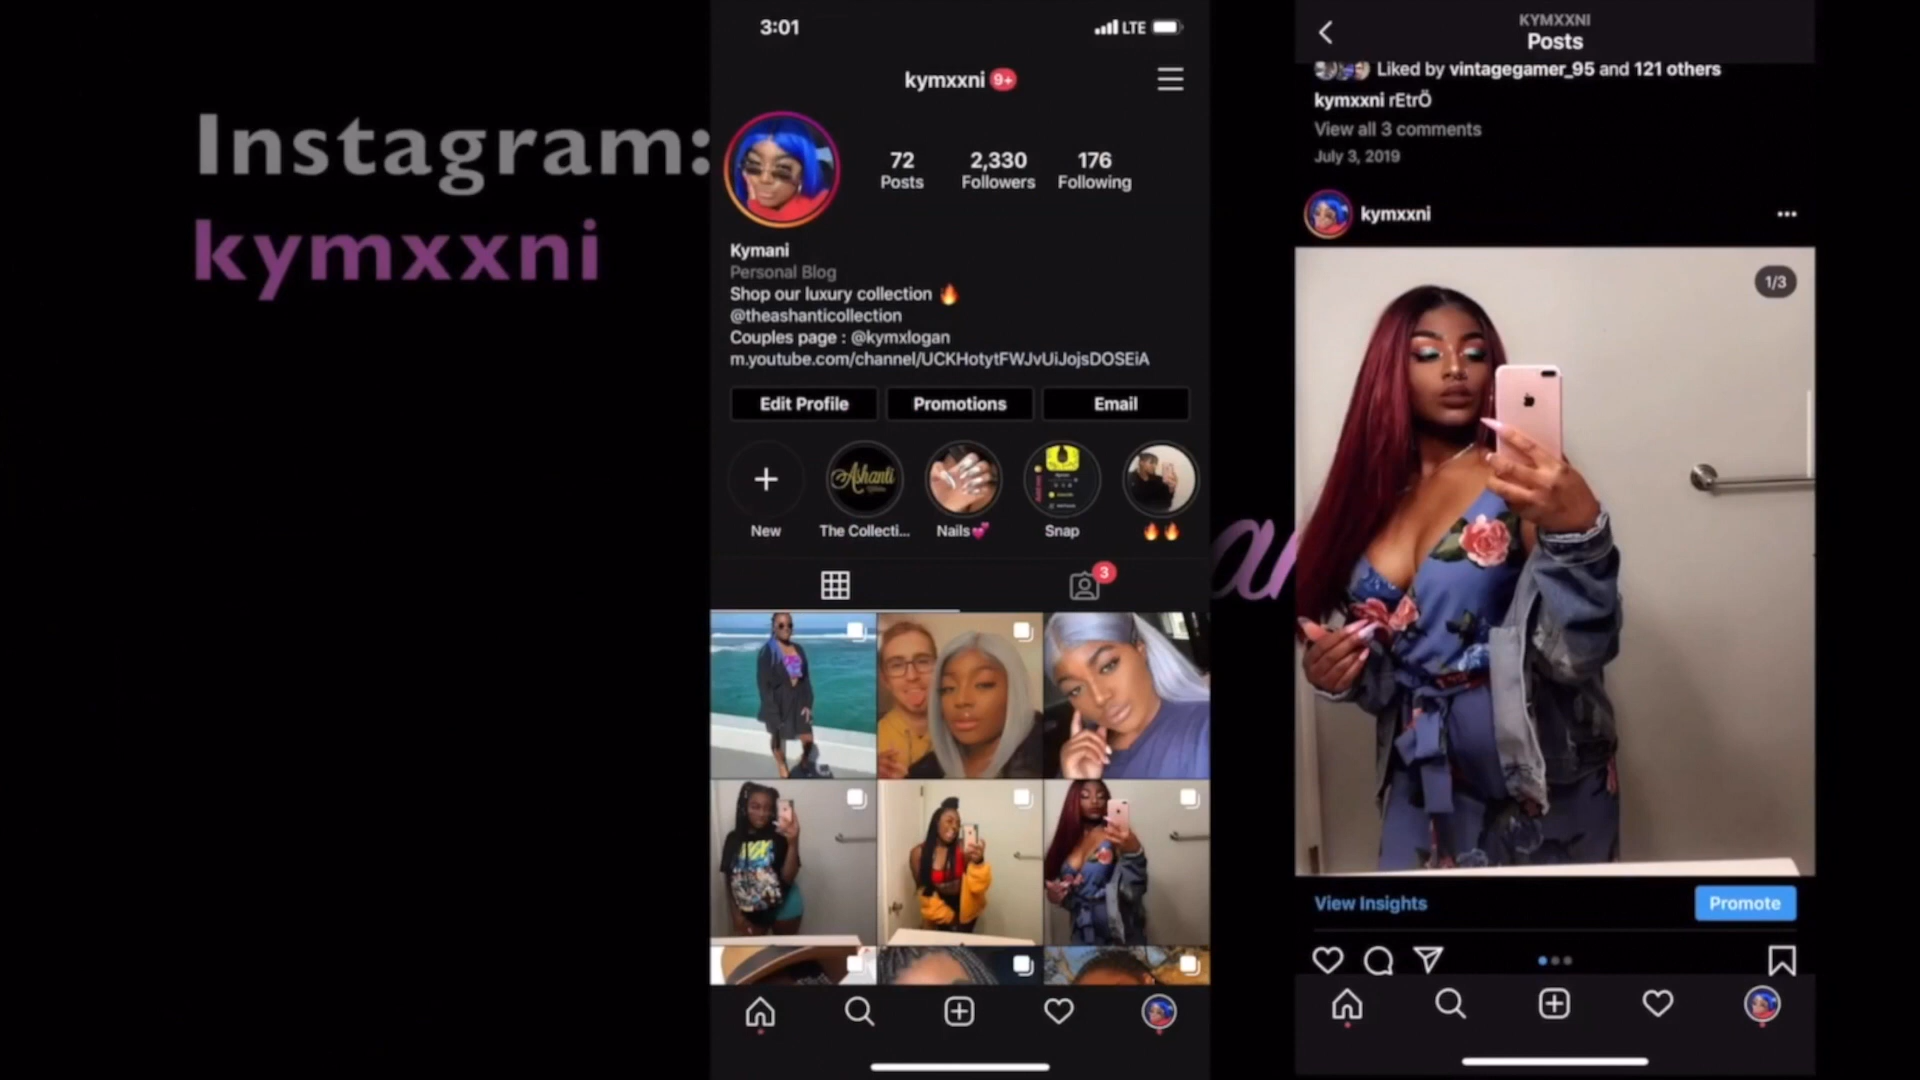 Instagram:
kymxxni
3:01
LTE
kymxxni 9+
72
Posts
2,330
Followers
176
Following
Kymani
Personal Blog
Shop our luxury collection 🔥
@theashanticollection
Couples page : @kymxlogan
m.youtube.com/channel/UCKHotytFWJvUiJojsDOSEiA
Edit Profile
Promotions
Email
Ashanti
New
The Collecti...
Nails💕
Snap
🔥🔥
3
KYMXXNI
Posts
Liked by vintagegamer_95 and 121 others
kymxxni rEtrÖ
View all 3 comments
July 3, 2019
kymxxni
1/3
View Insights
Promote